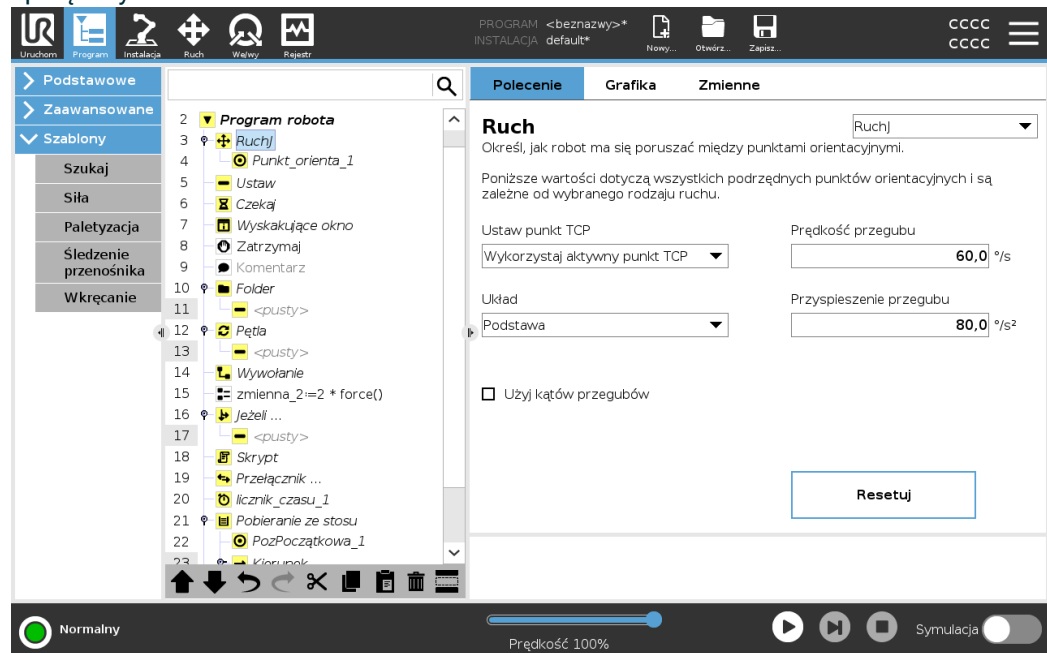 PROGRAM <beznazwy>*
INSTALACJA default*
Nowy... Otwórz... Zapisz...
cccc
cccc
Uruchom Program Instalacja Ruch We/wy Rejestr
Podstawowe
Zaawansowane
Szablony
Szukaj
Siła
Paletyzacja
Śledzenie
przenośnika
Wkręcanie
2 Program robota
3 RuchJ
4 Punkt_orienta_1
5 Ustaw
6 Czekaj
7 Wyskakujące okno
8 Zatrzymaj
9 Komentarz
10 Folder
11 <pusty>
12 Pętla
13 <pusty>
14 Wywołanie
15 zmienna_2:=2 * force()
16 Jeżeli ...
17 <pusty>
18 Skrypt
19 Przełącznik ...
20 licznik_czasu_1
21 Pobieranie ze stosu
22 PozPoczątkowa_1
23 Kierunek
Polecenie Grafika Zmienne
Ruch RuchJ
Określ, jak robot ma się poruszać między punktami orientacyjnymi.
Poniższe wartości dotyczą wszystkich podrzędnych punktów orientacyjnych i są
zależne od wybranego rodzaju ruchu.
Ustaw punkt TCP Prędkość przegubu
Wykorzystaj aktywny punkt TCP 60,0 °/s
Układ Przyspieszenie przegubu
Podstawa 80,0 °/s²
Użyj kątów przegubów
Resetuj
Normalny
Prędkość 100%
Symulacja